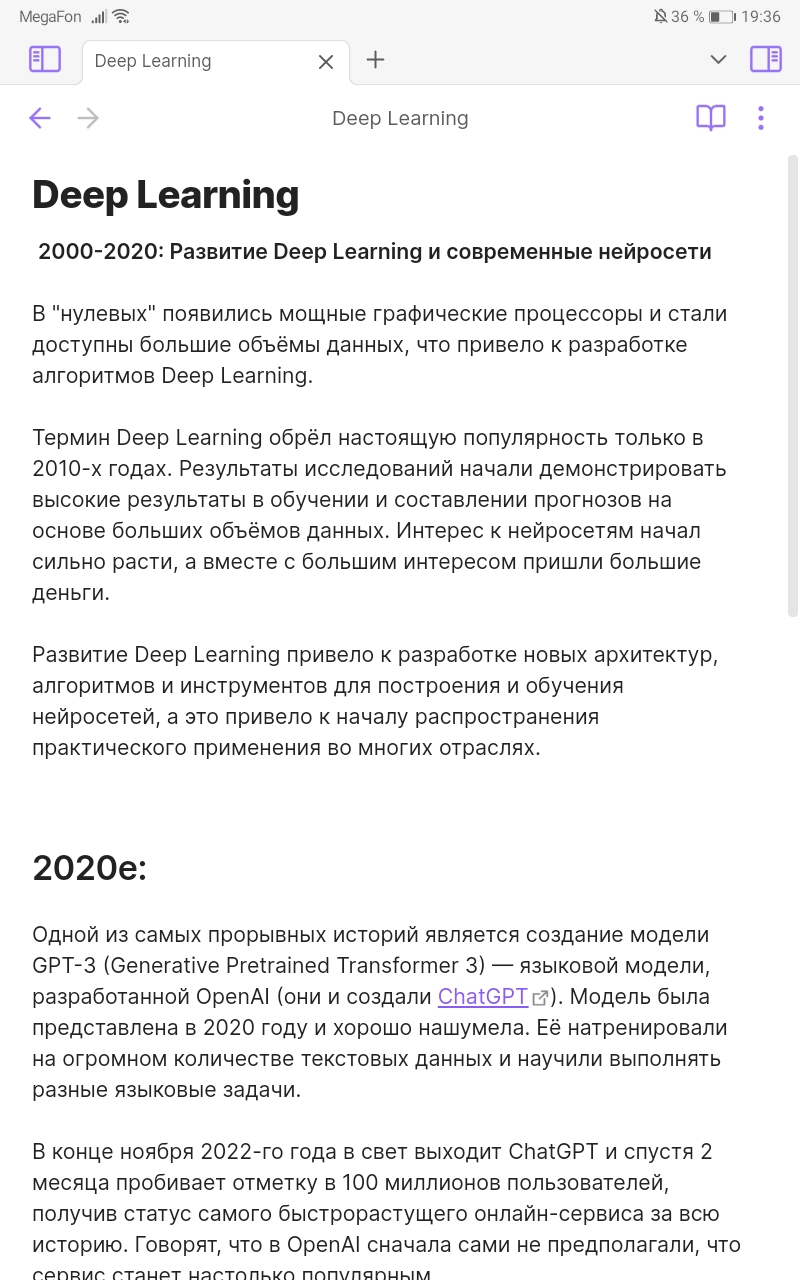 MegaFon 36 % 19:36
Deep Learning
Deep Learning
Deep Learning
2000-2020: Развитие Deep Learning и современные нейросети
В "нулевых" появились мощные графические процессоры и стали
доступны большие объёмы данных, что привело к разработке
алгоритмов Deep Learning.
Термин Deep Learning обрёл настоящую популярность только в
2010-х годах. Результаты исследований начали демонстрировать
высокие результаты в обучении и составлении прогнозов на
основе больших объёмов данных. Интерес к нейросетям начал
сильно расти, а вместе с большим интересом пришли большие
деньги.
Развитие Deep Learning привело к разработке новых архитектур,
алгоритмов и инструментов для построения и обучения
нейросетей, а это привело к началу распространения
практического применения во многих отраслях.
2020е:
Одной из самых прорывных историй является создание модели
GPT-3 (Generative Pretrained Transformer 3) — языковой модели,
разработанной OpenAI (они и создали ChatGPT). Модель была
представлена в 2020 году и хорошо нашумела. Её натренировали
на огромном количестве текстовых данных и научили выполнять
разные языковые задачи.
В конце ноября 2022-го года в свет выходит ChatGPT и спустя 2
месяца пробивает отметку в 100 миллионов пользователей,
получив статус самого быстрорастущего онлайн-сервиса за всю
историю. Говорят, что в OpenAI сначала сами не предполагали, что
сервис станет настолько популярным